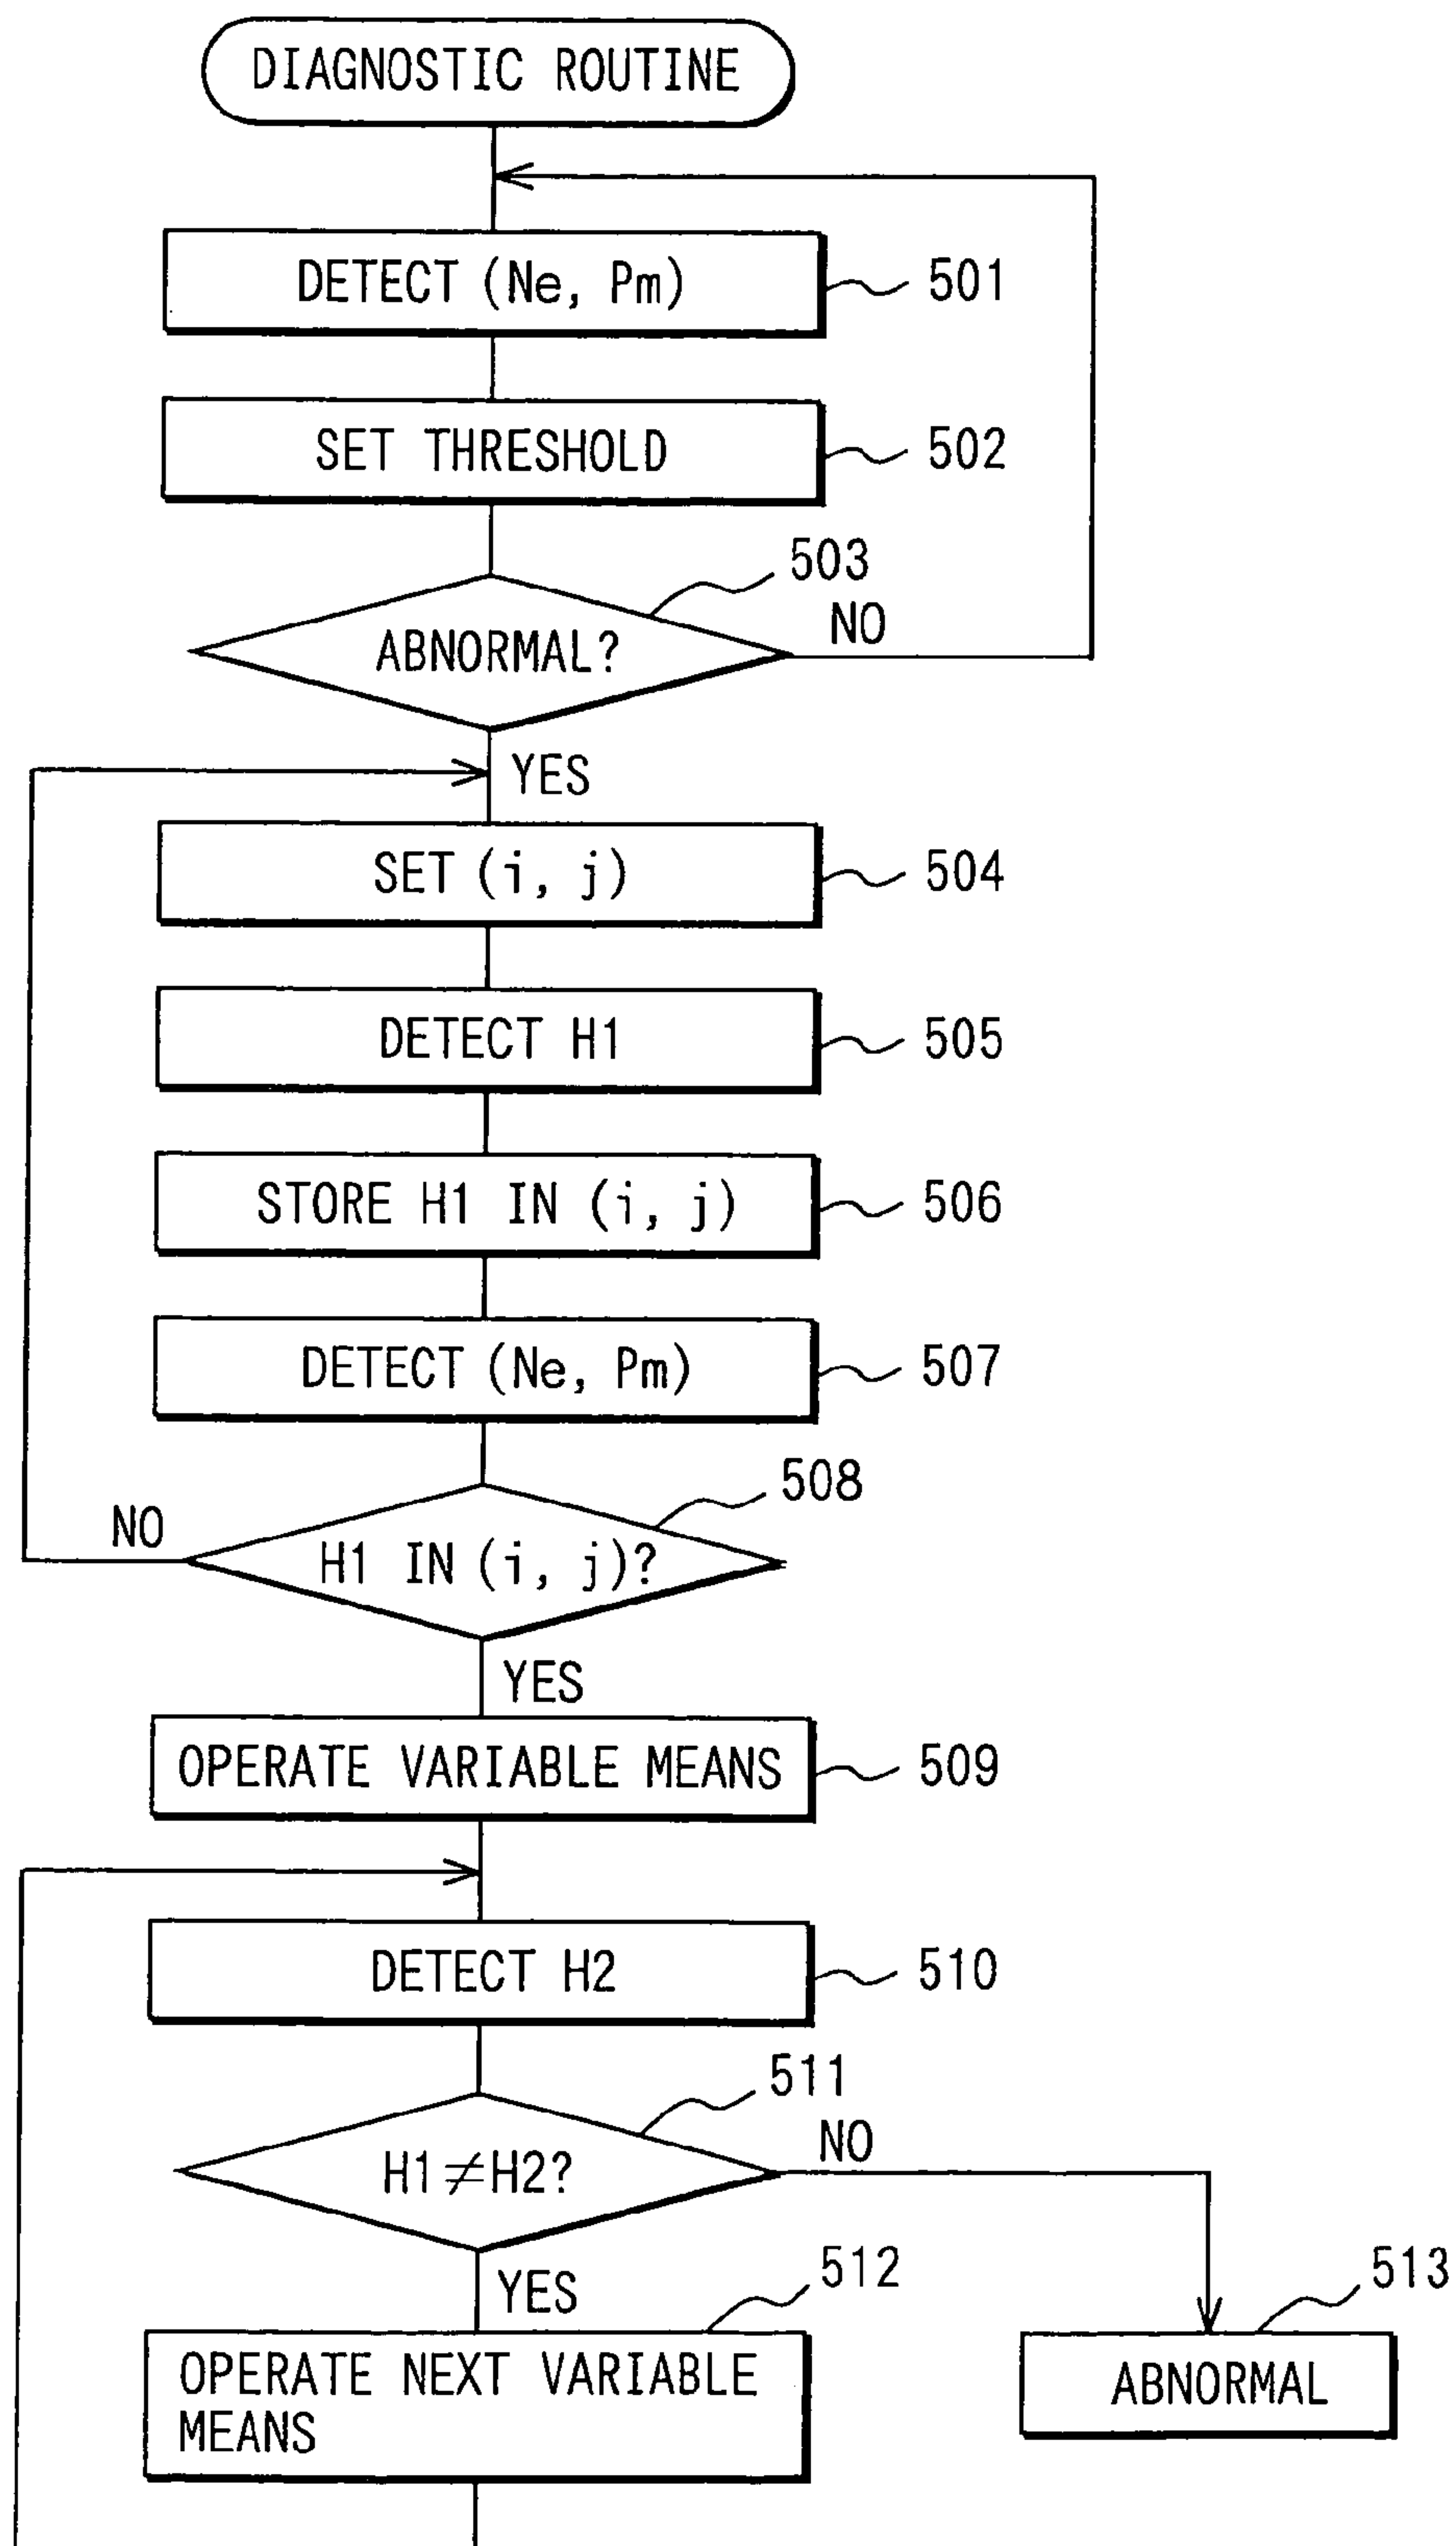 DIAGNOSTIC ROUTINE
DETECT (Ne, Pm)
501
SET THRESHOLD
502
503
ABNORMAL?
NO
YES
SET (i, j)
504
DETECT H1
505
STORE H1 IN (i, j)
506
DETECT (Ne, Pm)
507
508
NO
H1 IN (i, j)?
YES
OPERATE VARIABLE MEANS
509
DETECT H2
510
511
NO
H1≠H2?
YES
512
513
OPERATE NEXT VARIABLE
MEANS
ABNORMAL